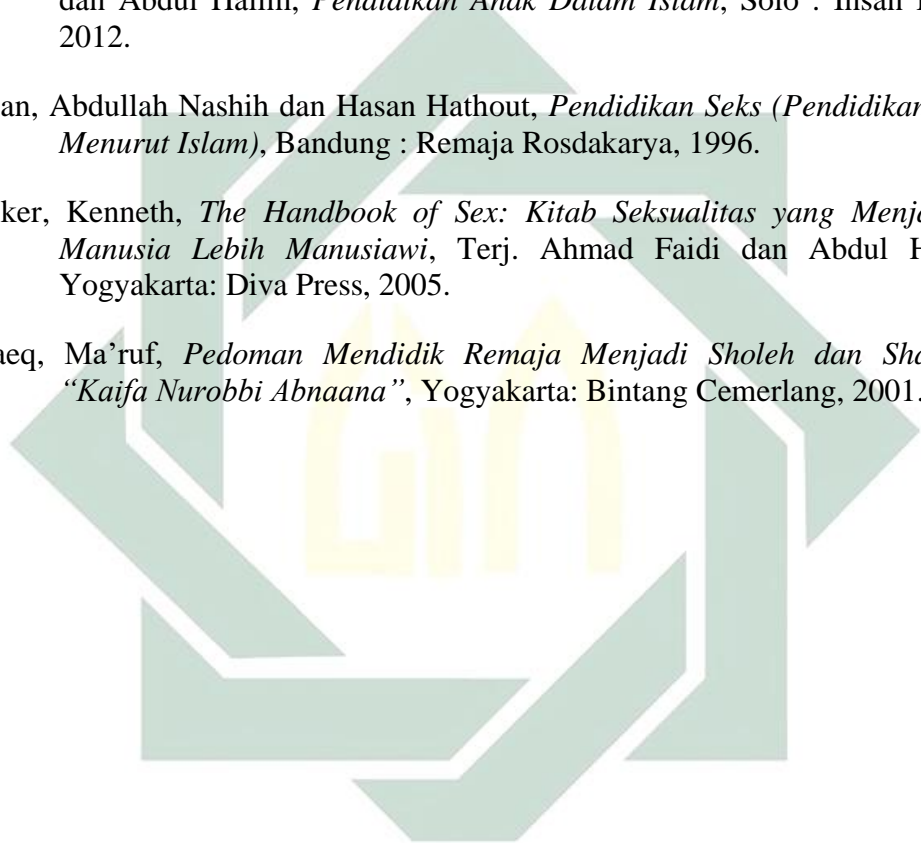 dan Abdul Halim, Pendidikan Anak Dalam Islam, Solo : Insan
2012.
an, Abdullah Nashih dan Hasan Hathout, Pendidikan Seks (Pendidikan
Menurut Islam), Bandung : Remaja Rosdakarya, 1996.
ker, Kenneth, The Handbook of Sex: Kitab Seksualitas yang Menja
Manusia Lebih Manusiawi, Terj. Ahmad Faidi dan Abdul H
Yogyakarta: Diva Press, 2005.
aeq, Ma’ruf, Pedoman Mendidik Remaja Menjadi Sholeh dan Sha
“Kaifa Nurobbi Abnaana”, Yogyakarta: Bintang Cemerlang, 2001.